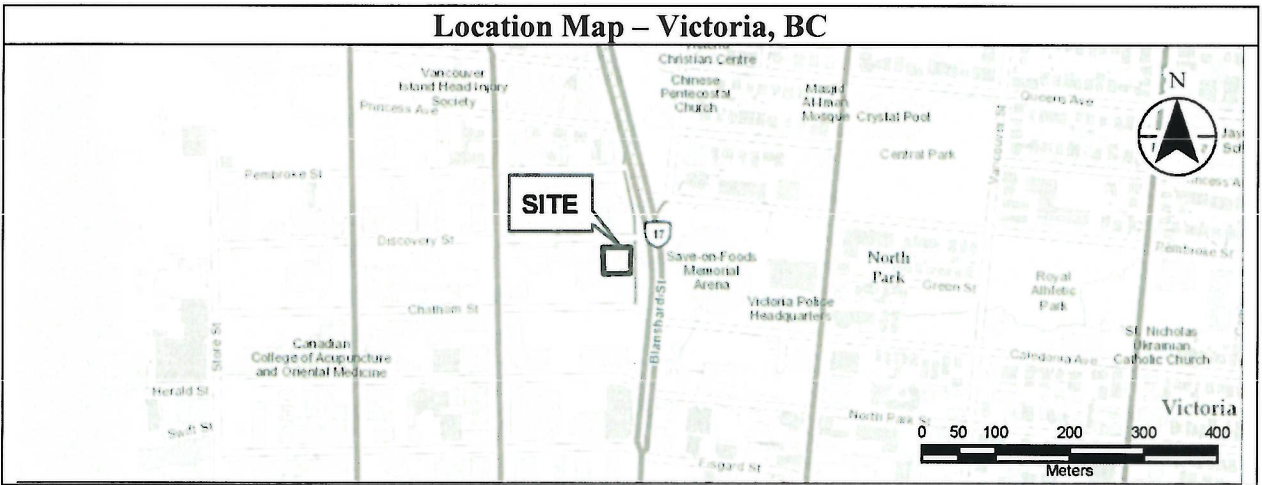 Location Map – Victoria, BC
Christian Centre
Vancouver
Island Head Injury
Society
Princess Ave
Chinese
Pentecostal
Church
Masjid
Al-Iman
Mosque
Crystal Pool
Queens Ave
N
Central Park
Vancouver St
Pembroke St
SITE
17
Discovery St
Save-on-Foods
Memorial
Arena
North
Park
Pembroke St
Green St
Royal
Athletic
Park
Chatham St
Blanshard St
Victoria Police
Headquarters
Store St
Canadian
College of Acupuncture
and Oriental Medicine
St. Nicholas
Ukrainian
Catholic Church
Caledonia Ave
Herald St
Swift St
North Park St
Victoria
Fisgard St
0 50 100 200 300 400
Meters